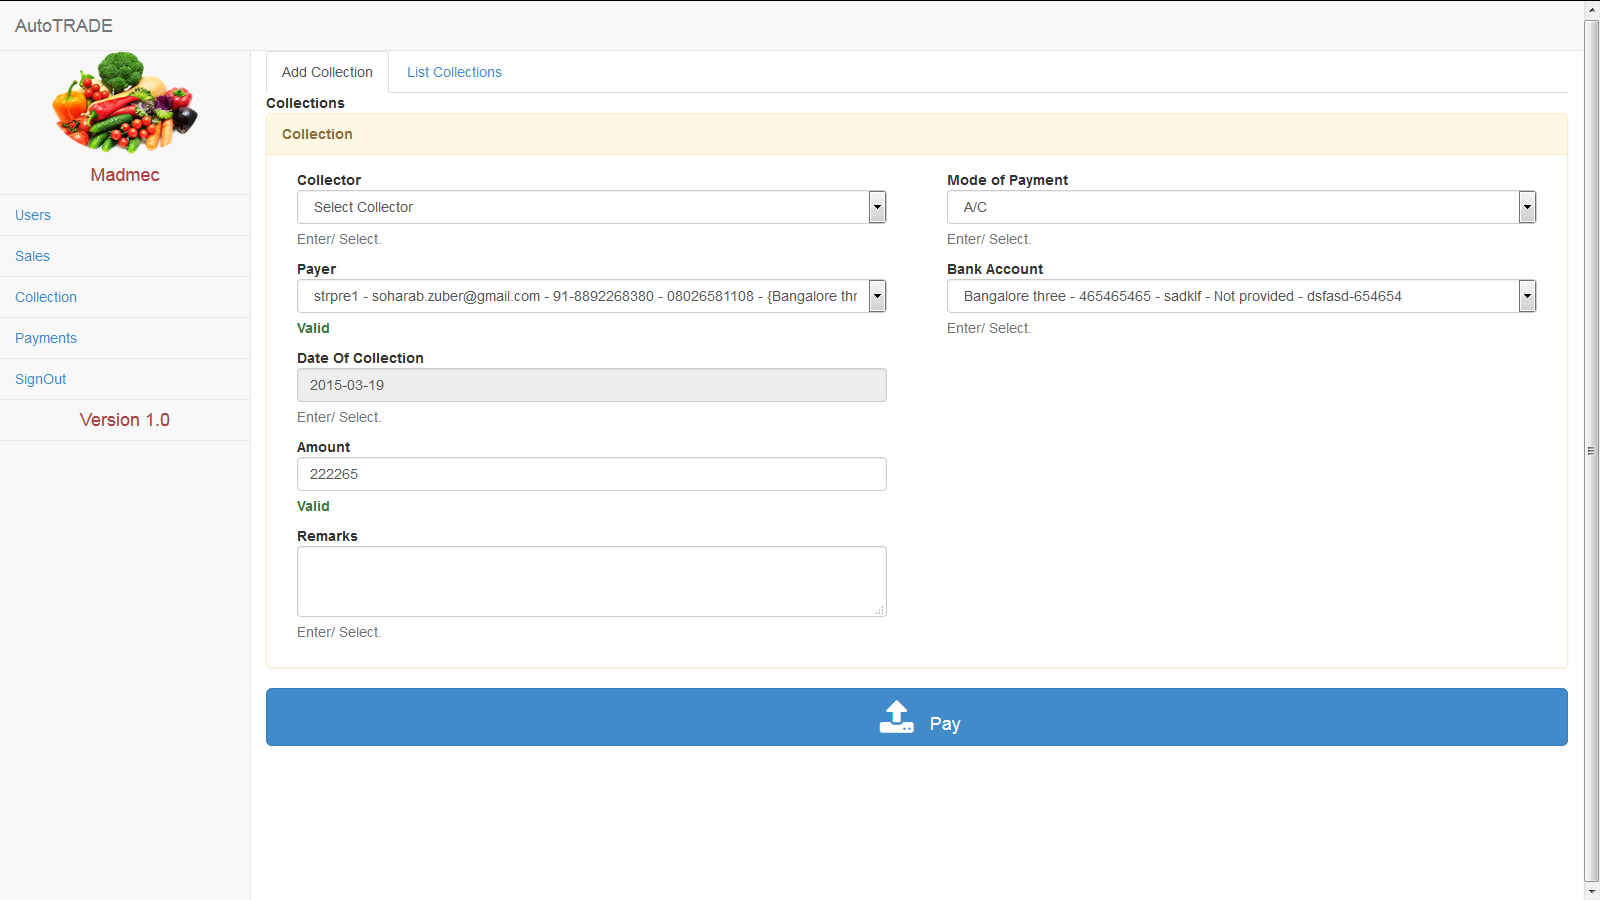 AutoTRADE
Madmec
Users
Sales
Collection
Payments
SignOut
Version 1.0
Add Collection
List Collections
Collections
Collection
Collector
Select Collector
Enter/ Select.
Payer
strpre1 - soharab.zuber@gmail.com - 91-8892268380 - 08026581108 - {Bangalore thr
Valid
Date Of Collection
2015-03-19
Enter/ Select.
Amount
222265
Valid
Remarks
Enter/ Select.
Mode of Payment
A/C
Enter/ Select.
Bank Account
Bangalore three - 465465465 - sadklf - Not provided - dsfasd-654654
Enter/ Select.
Pay